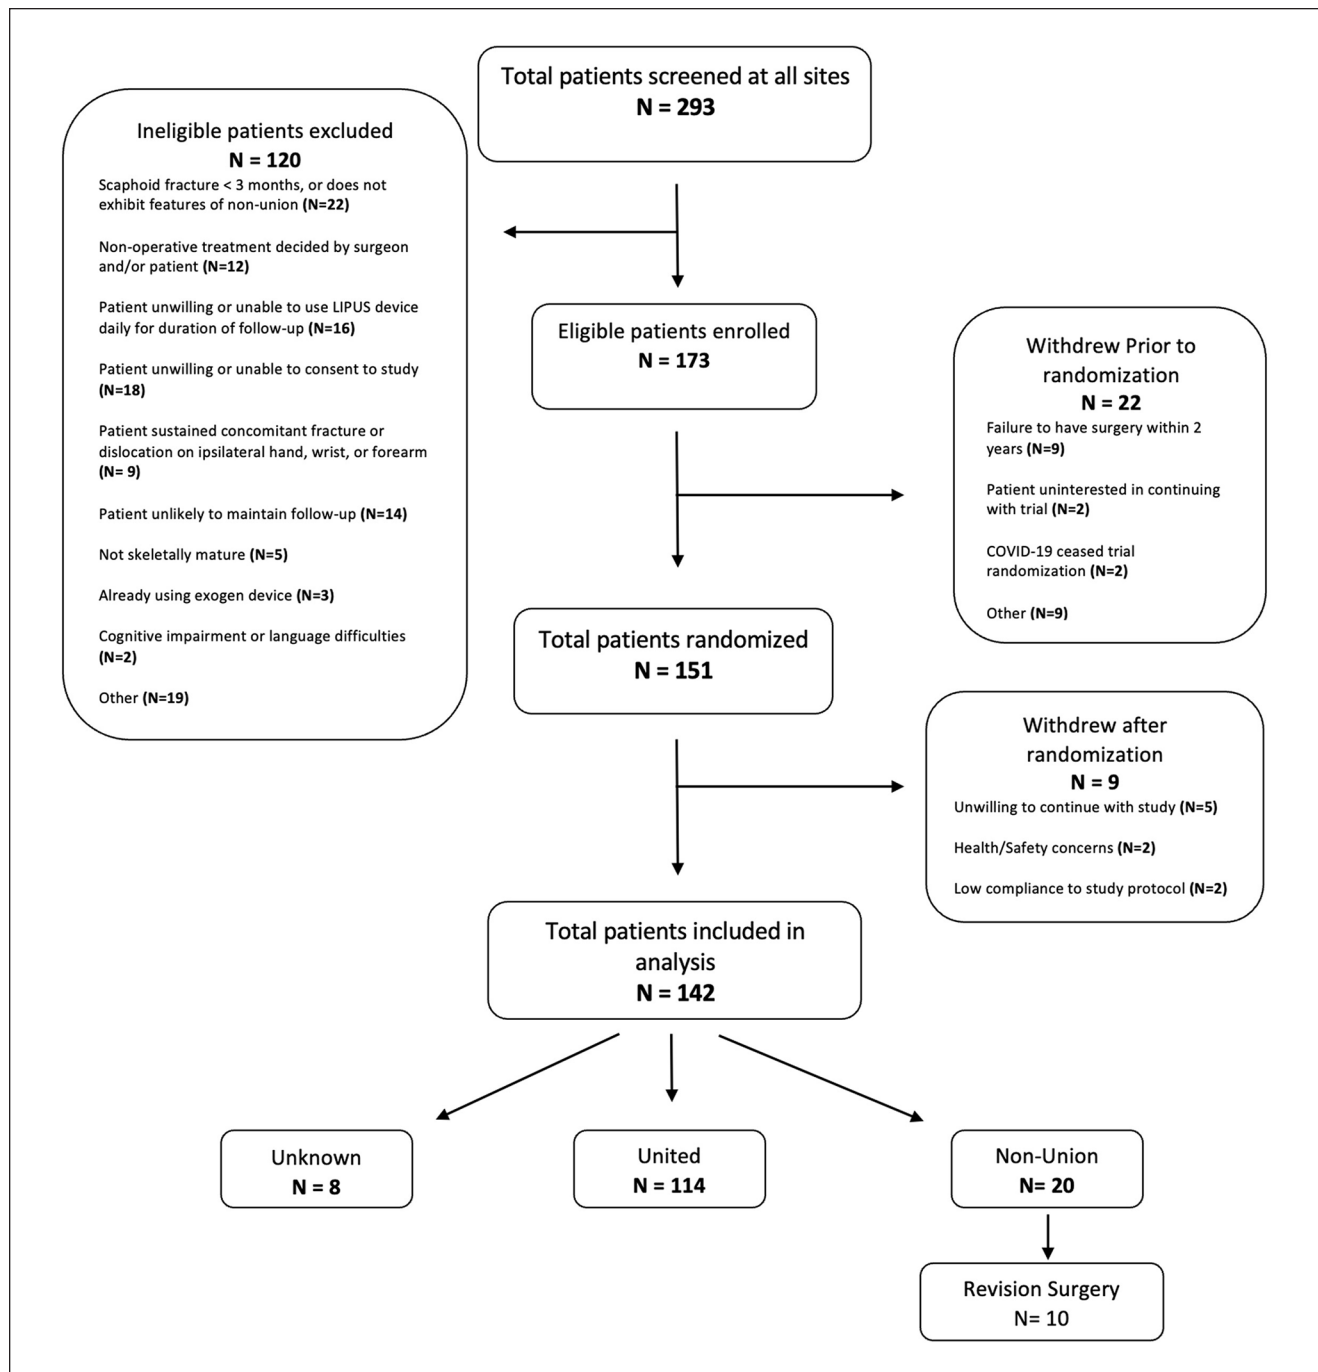 Total patients screened at all sites
N = 293
Ineligible patients excluded
N = 120
Scaphoid fracture < 3 months, or does not
exhibit features of non-union (N=22)
Non-operative treatment decided by surgeon
and/or patient (N=12)
Patient unwilling or unable to use LIPUS device
daily for duration of follow-up (N=16)
Patient unwilling or unable to consent to study
(N=18)
Patient sustained concomitant fracture or
dislocation on ipsilateral hand, wrist, or forearm
(N= 9)
Patient unlikely to maintain follow-up (N=14)
Not skeletally mature (N=5)
Already using exogen device (N=3)
Cognitive impairment or language difficulties
(N=2)
Other (N=19)
Eligible patients enrolled
N = 173
Withdrew Prior to
randomization
N = 22
Failure to have surgery within 2
years (N=9)
Patient uninterested in continuing
with trial (N=2)
COVID-19 ceased trial
randomization (N=2)
Other (N=9)
Total patients randomized
N = 151
Withdrew after
randomization
N = 9
Unwilling to continue with study (N=5)
Health/Safety concerns (N=2)
Low compliance to study protocol (N=2)
Total patients included in
analysis
N = 142
Unknown
N = 8
United
N = 114
Non-Union
N= 20
Revision Surgery
N= 10